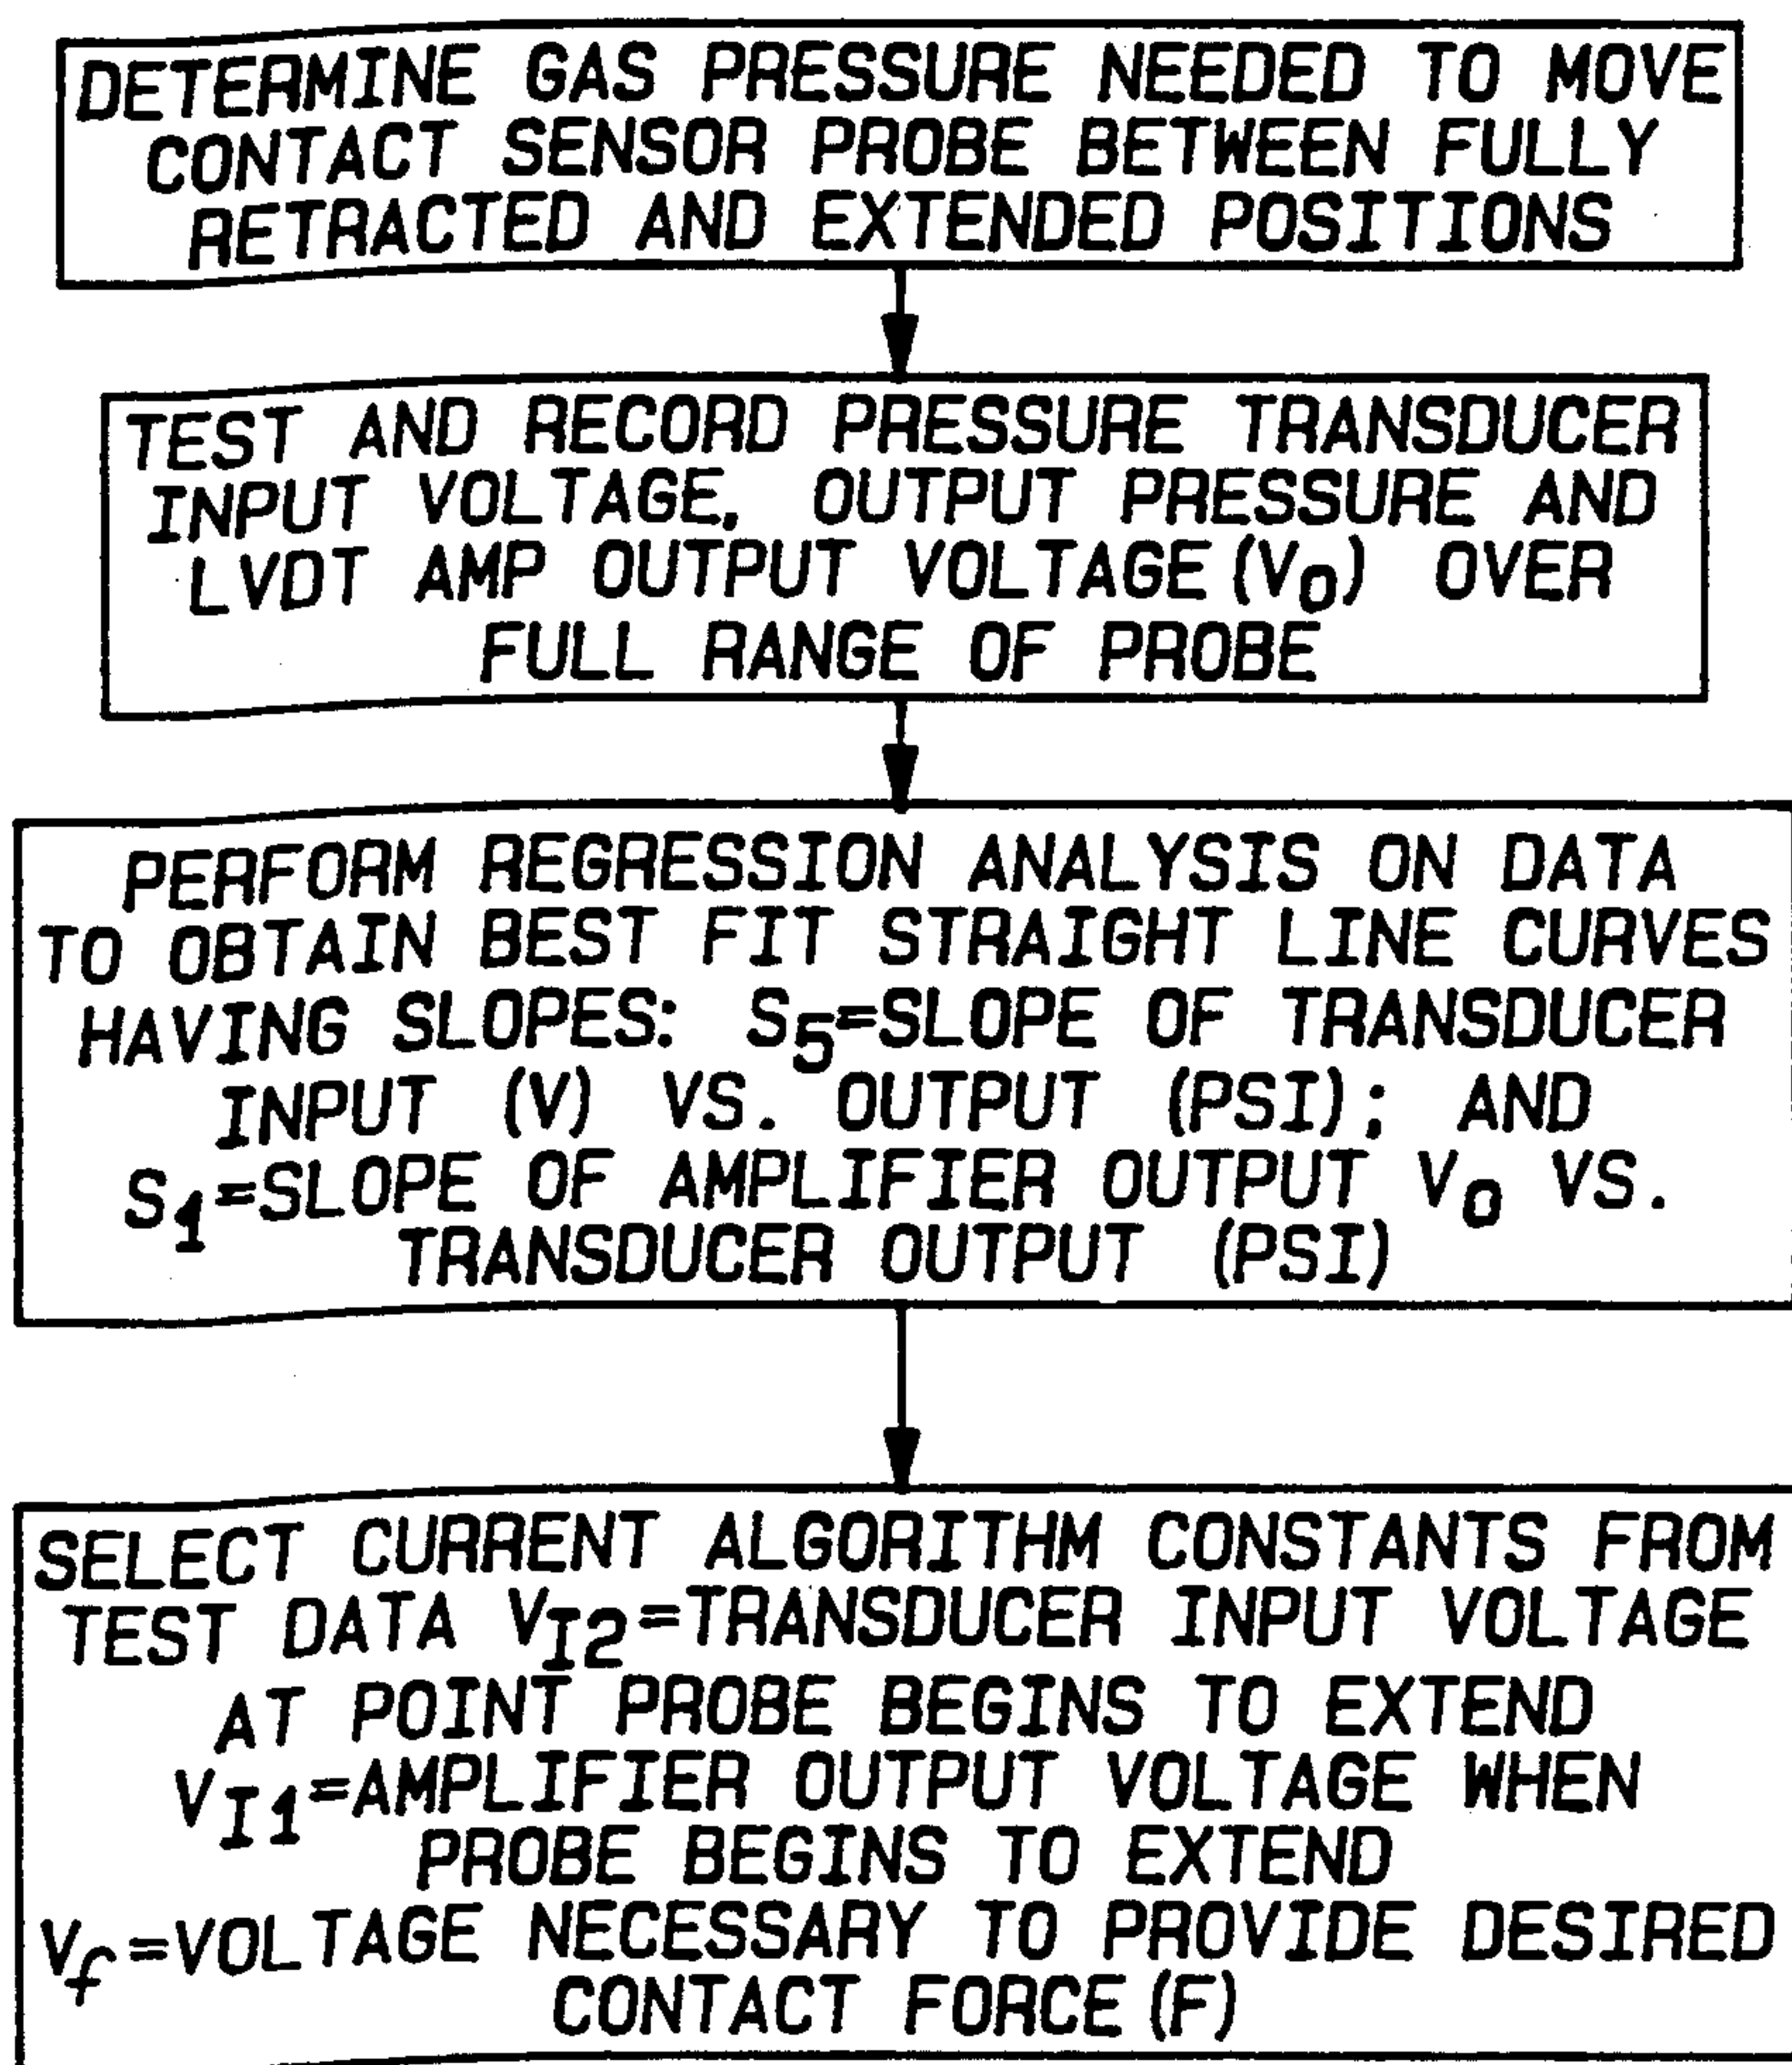 DETERMINE GAS PRESSURE NEEDED TO MOVE
CONTACT SENSOR PROBE BETWEEN FULLY
RETRACTED AND EXTENDED POSITIONS
TEST AND RECORD PRESSURE TRANSDUCER
INPUT VOLTAGE, OUTPUT PRESSURE AND
LVDT AMP OUTPUT VOLTAGE (VO) OVER
FULL RANGE OF PROBE
PERFORM REGRESSION ANALYSIS ON DATA
TO OBTAIN BEST FIT STRAIGHT LINE CURVES
HAVING SLOPES: S5=SLOPE OF TRANSDUCER
INPUT (V) VS. OUTPUT (PSI); AND
S1=SLOPE OF AMPLIFIER OUTPUT VO VS.
TRANSDUCER OUTPUT (PSI)
SELECT CURRENT ALGORITHM CONSTANTS FROM
TEST DATA VI2=TRANSDUCER INPUT VOLTAGE
AT POINT PROBE BEGINS TO EXTEND
VI1=AMPLIFIER OUTPUT VOLTAGE WHEN
PROBE BEGINS TO EXTEND
Vf=VOLTAGE NECESSARY TO PROVIDE DESIRED
CONTACT FORCE (F)